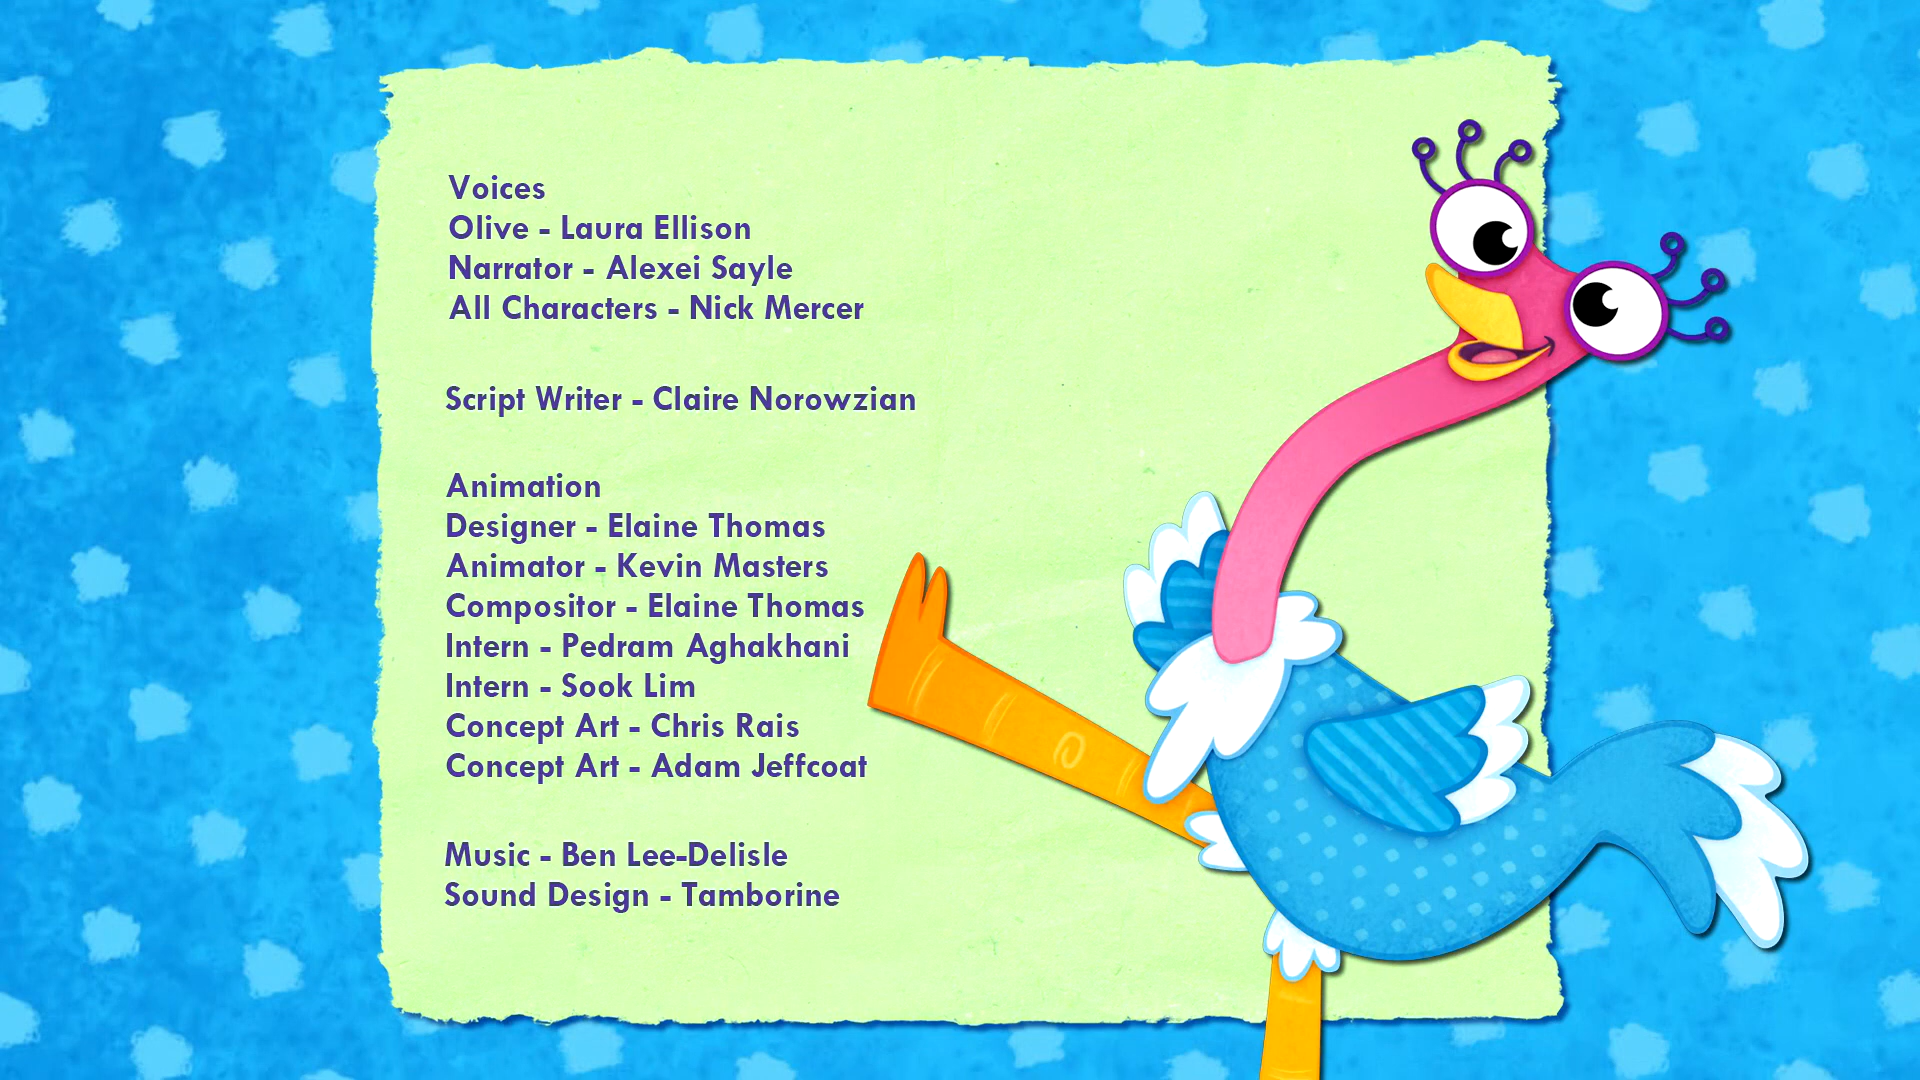 Voices
Olive - Laura Ellison
Narrator - Alexei Sayle
All Characters - Nick Mercer
Script Writer - Claire Norowzian
Animation
Designer - Elaine Thomas
Animator - Kevin Masters
Compositor - Elaine Thomas
Intern - Pedram Aghakhani
Intern - Sook Lim
Concept Art - Chris Rais
Concept Art - Adam Jeffcoat
Music - Ben Lee-Delisle
Sound Design - Tamborine